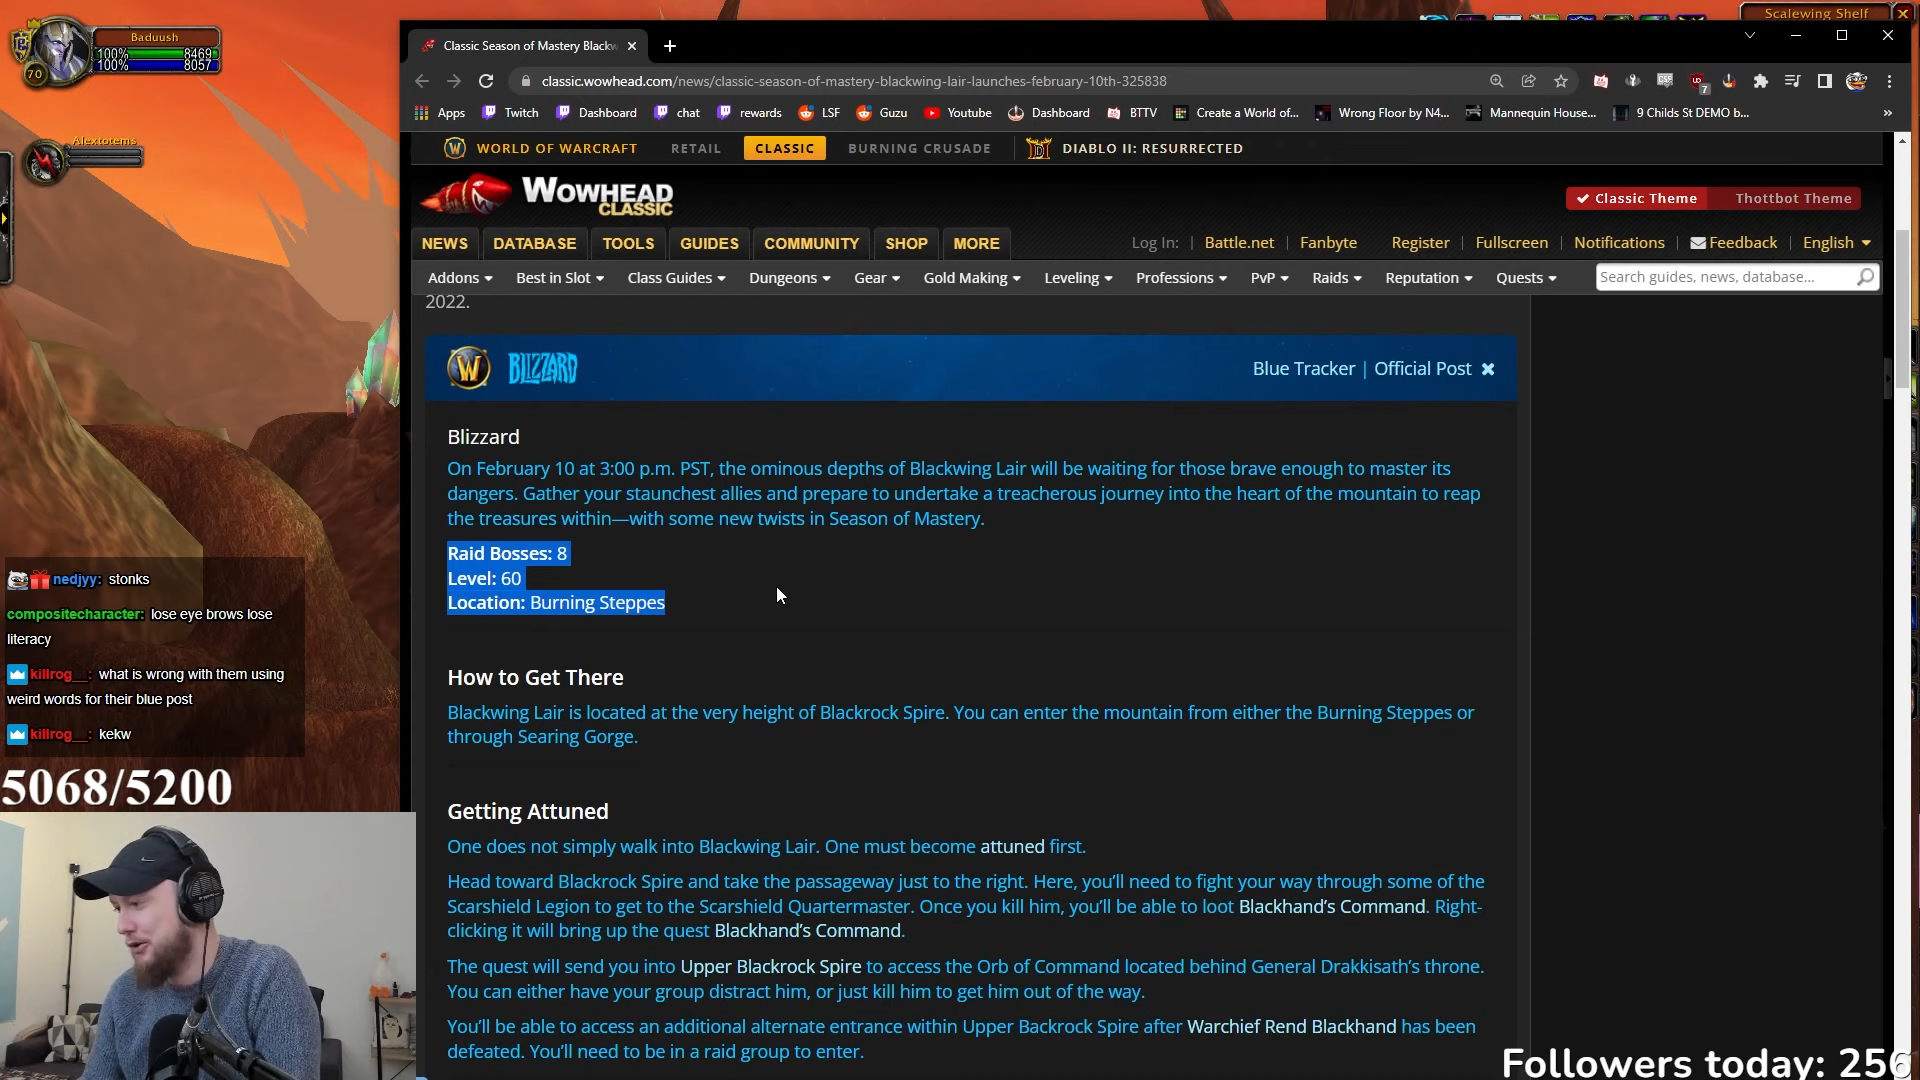 Baduush
100% 8469
100% 8057
70
Alextotems
Scalewing Shelf
Classic Season of Mastery Blackw
classic.wowhead.com/news/classic-season-of-mastery-blackwing-lair-launches-february-10th-325838
7
Apps Twitch Dashboard chat rewards LSF Guzu Youtube Dashboard BTTV Create a World of... Wrong Floor by N4... Mannequin House... 9 Childs St DEMO b... »
WORLD OF WARCRAFT RETAIL CLASSIC BURNING CRUSADE DIABLO II: RESURRECTED
WOWHEAD
CLASSIC
Classic Theme Thottbot Theme
NEWS DATABASE TOOLS GUIDES COMMUNITY SHOP MORE
Log In: | Battle.net | Fanbyte Register | Fullscreen | Notifications | Feedback | English
Addons Best in Slot Class Guides Dungeons Gear Gold Making Leveling Professions PvP Raids Reputation Quests
Search guides, news, database...
2022.
W BLIZZARD
Blue Tracker | Official Post
Blizzard
On February 10 at 3:00 p.m. PST, the ominous depths of Blackwing Lair will be waiting for those brave enough to master its
dangers. Gather your staunchest allies and prepare to undertake a treacherous journey into the heart of the mountain to reap
the treasures within—with some new twists in Season of Mastery.
Raid Bosses: 8
Level: 60
Location: Burning Steppes
How to Get There
Blackwing Lair is located at the very height of Blackrock Spire. You can enter the mountain from either the Burning Steppes or
through Searing Gorge.
Getting Attuned
One does not simply walk into Blackwing Lair. One must become attuned first.
Head toward Blackrock Spire and take the passageway just to the right. Here, you'll need to fight your way through some of the
Scarshield Legion to get to the Scarshield Quartermaster. Once you kill him, you'll be able to loot Blackhand's Command. Right-
clicking it will bring up the quest Blackhand's Command.
The quest will send you into Upper Blackrock Spire to access the Orb of Command located behind General Drakkisath's throne.
You can either have your group distract him, or just kill him to get him out of the way.
You'll be able to access an additional alternate entrance within Upper Backrock Spire after Warchief Rend Blackhand has been
defeated. You'll need to be in a raid group to enter.
nedjyy: stonks
compositecharacter: lose eye brows lose
literacy
killrog__: what is wrong with them using
weird words for their blue post
killrog__: kekw
5068/5200
Followers today: 256